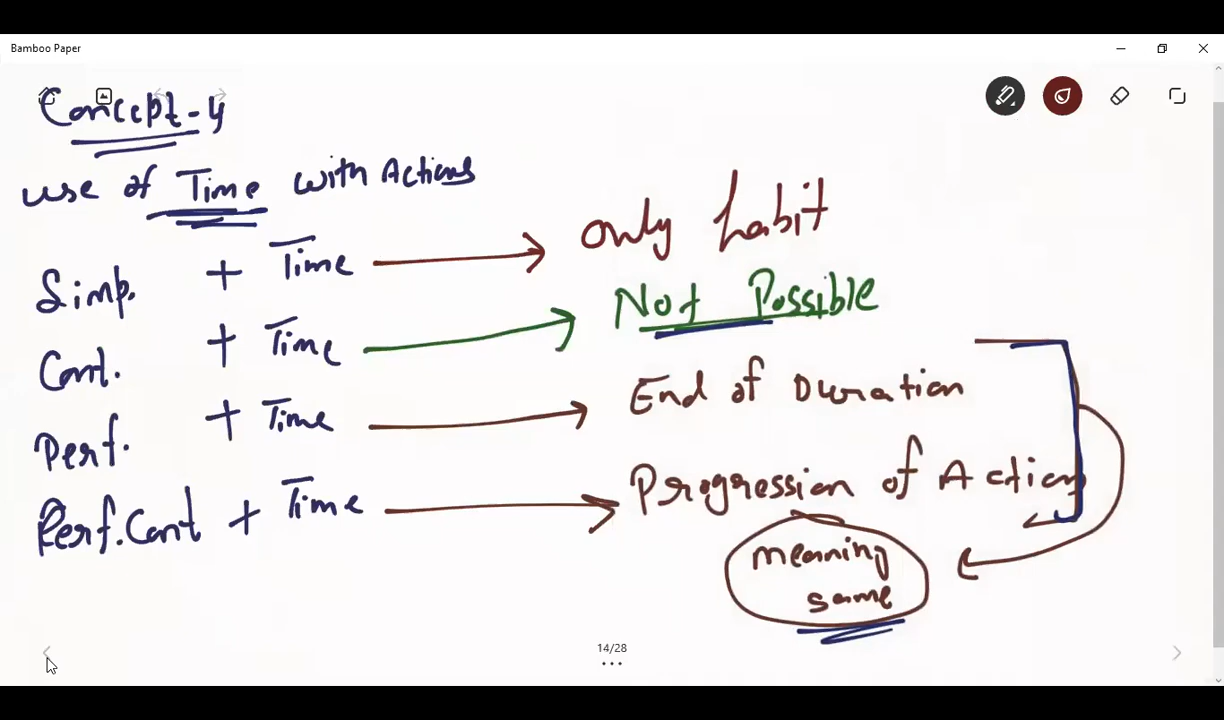 Bamboo Paper
Concept-4
use of Time with Actions
Simp. + Time → only habit
Cont. + Time → Not Possible
Perf. + Time → End of Duration
Perf.Cont + Time → Progression of Action
meaning
same
14/28